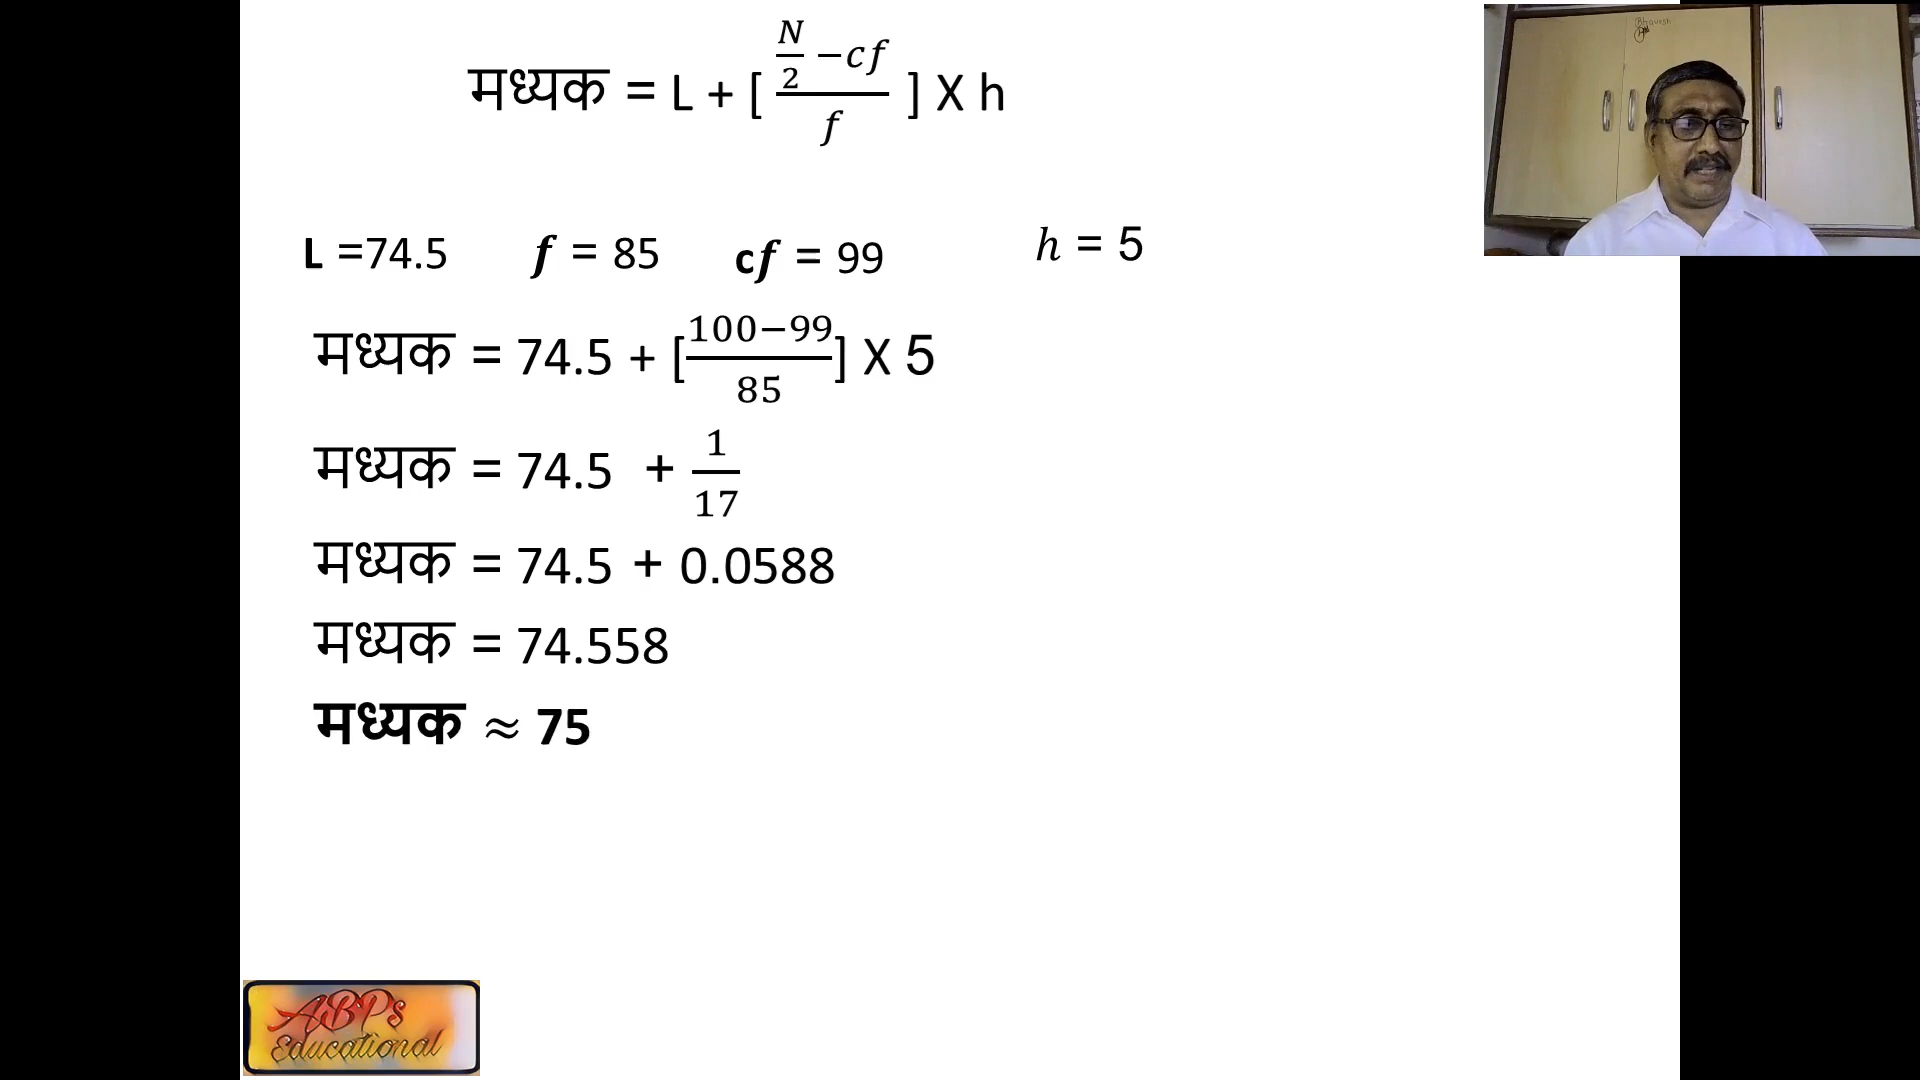 मध्यक = L + [ (N/2 − cf)/f ] X h
L =74.5 f = 85 cf = 99 h = 5
मध्यक = 74.5 + [(100−99)/85] X 5
मध्यक = 74.5 + 1/17
मध्यक = 74.5 + 0.0588
मध्यक = 74.558
मध्यक ≈ 75
ABPs
Educational
Bhavesh